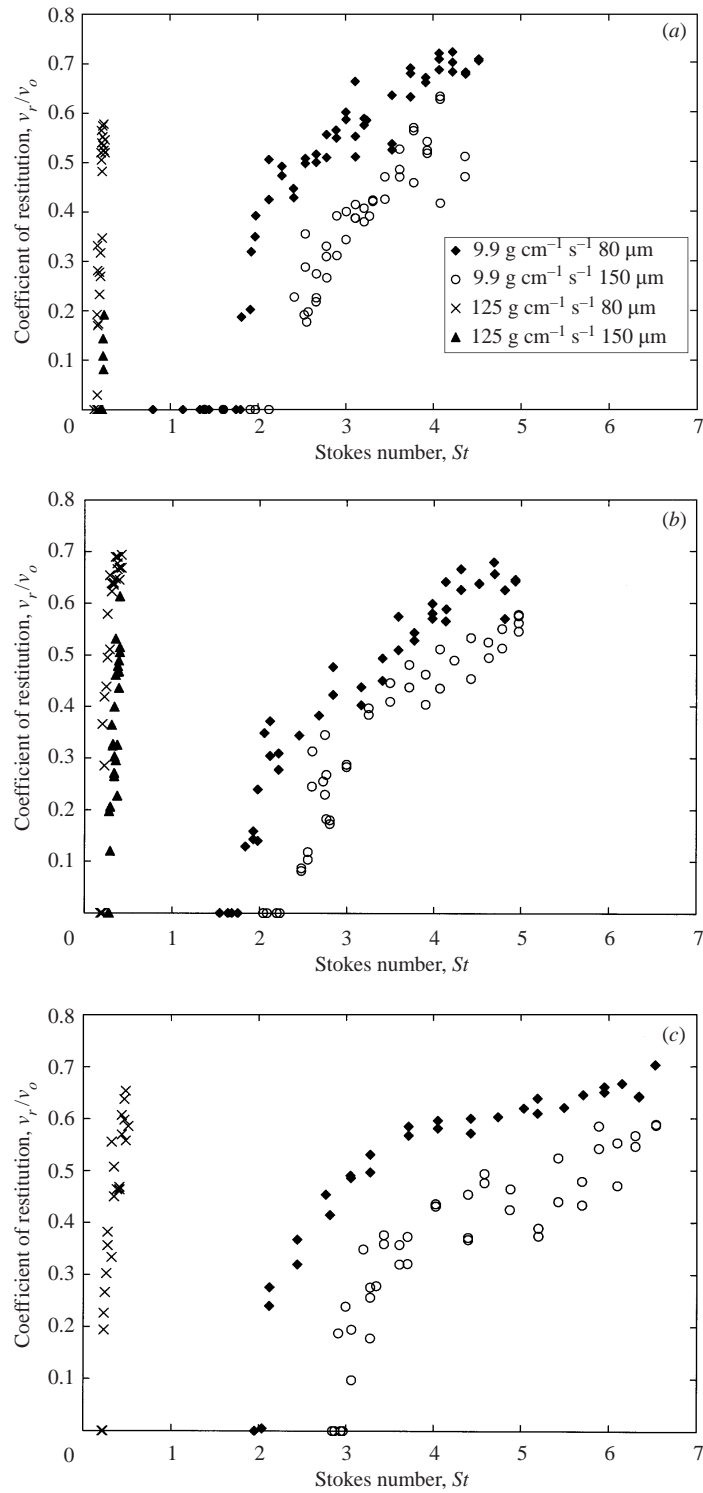 0.8
(a)
0.7
0.6
0.5
0.4
0.3
0.2
0.1
Coefficient of restitution, v_r/v_o
9.9 g cm⁻¹ s⁻¹ 80 μm
9.9 g cm⁻¹ s⁻¹ 150 μm
125 g cm⁻¹ s⁻¹ 80 μm
125 g cm⁻¹ s⁻¹ 150 μm
0 1 2 3 4 5 6 7
Stokes number, St
0.8
(b)
0.7
0.6
0.5
0.4
0.3
0.2
0.1
Coefficient of restitution, v_r/v_o
0 1 2 3 4 5 6 7
Stokes number, St
0.8
(c)
0.7
0.6
0.5
0.4
0.3
0.2
0.1
Coefficient of restitution, v_r/v_o
0 1 2 3 4 5 6 7
Stokes number, St